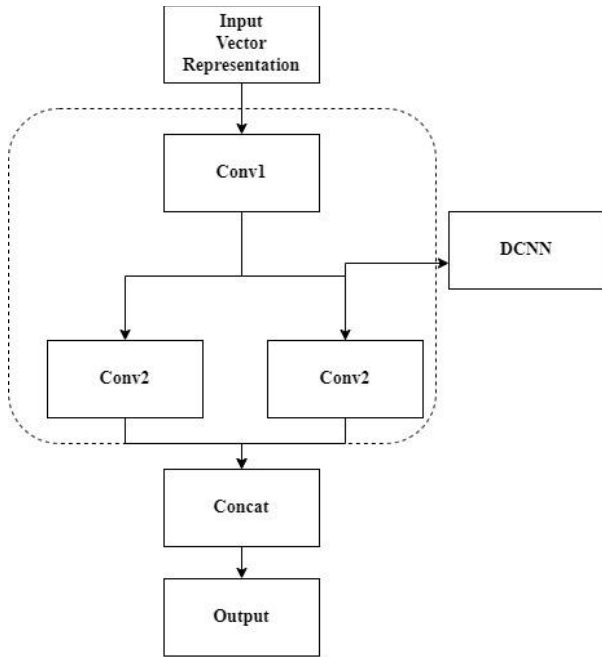 Input
Vector
Representation
Conv1
DCNN
Conv2
Conv2
Concat
Output